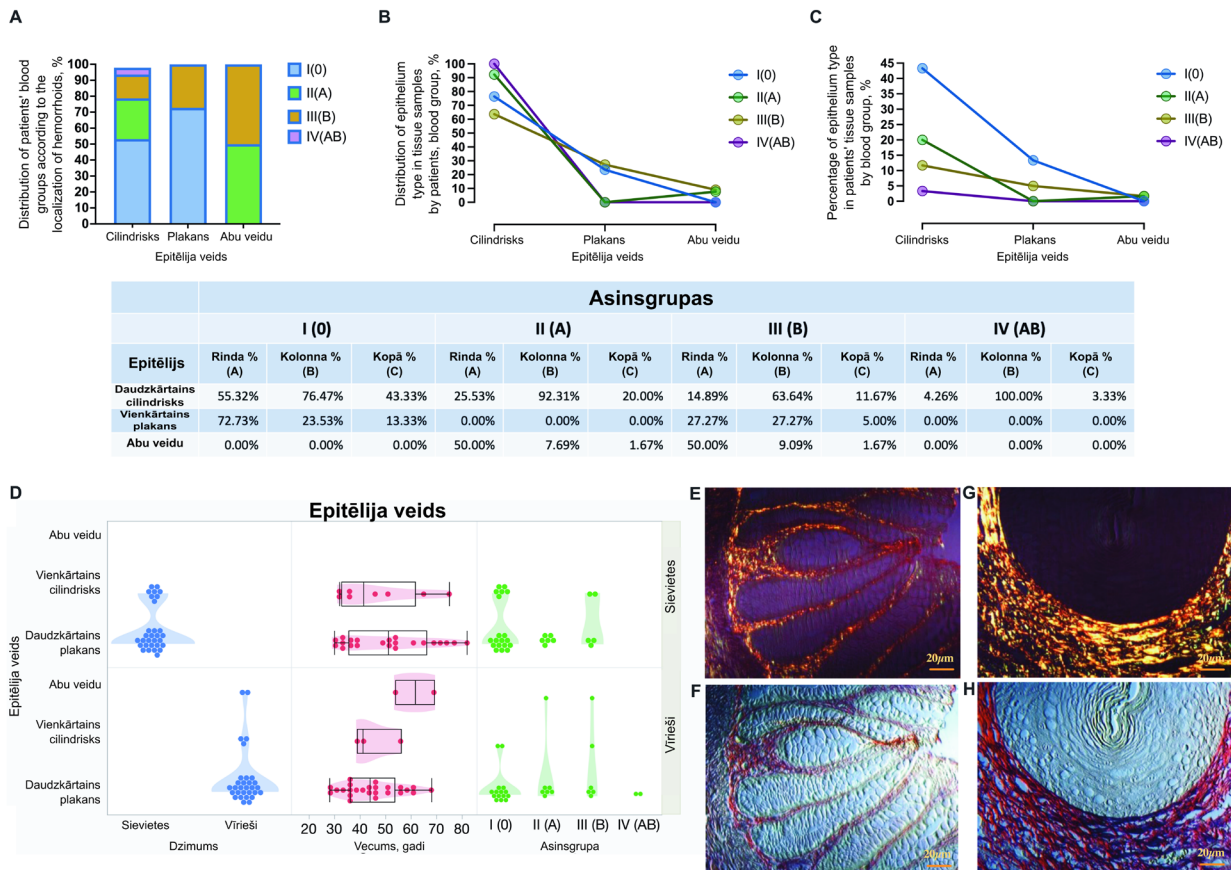 A
Distribution of patients' blood
groups according to the
localization of hemorrhoids, %
100
90
80
70
60
50
40
30
20
10
0
Cilindrisks Plakans Abu veidu
Epitēlija veids
I(0)
II(A)
III(B)
IV(AB)
B
Distribution of epithelium
type in tissue samples
by patients, blood group, %
100
90
80
70
60
50
40
30
20
10
0
Cilindrisks Plakans Abu veidu
Epitēlija veids
I(0)
II(A)
III(B)
IV(AB)
C
Percentage of epithelium type
in patients' tissue samples
by blood group, %
45
40
35
30
25
20
15
10
5
0
Cilindrisks Plakans Abu veidu
Epitēlija veids
I(0)
II(A)
III(B)
IV(AB)
Asinsgrupas
I (0) II (A) III (B) IV (AB)
Epitēlijs Rinda % (A) Kolonna % (B) Kopā % (C) Rinda % (A) Kolonna % (B) Kopā % (C) Rinda % (A) Kolonna % (B) Kopā % (C) Rinda % (A) Kolonna % (B) Kopā % (C)
Daudzkārtains cilindrisks 55.32% 76.47% 43.33% 25.53% 92.31% 20.00% 14.89% 63.64% 11.67% 4.26% 100.00% 3.33%
Vienkārtains plakans 72.73% 23.53% 13.33% 0.00% 0.00% 0.00% 27.27% 27.27% 5.00% 0.00% 0.00% 0.00%
Abu veidu 0.00% 0.00% 0.00% 50.00% 7.69% 1.67% 50.00% 9.09% 1.67% 0.00% 0.00% 0.00%
D
Epitēlija veids
Epitēlija veids
Abu veidu
Vienkārtains
cilindrisks
Daudzkārtains
plakans
Sievietes
Abu veidu
Vienkārtains
cilindrisks
Daudzkārtains
plakans
Vīrieši
Sievietes Vīrieši
Dzimums
20 30 40 50 60 70 80
Vecums, gadi
I (0) II (A) III (B) IV (AB)
Asinsgrupa
E
20µm
G
20µm
F
20µm
H
20µm